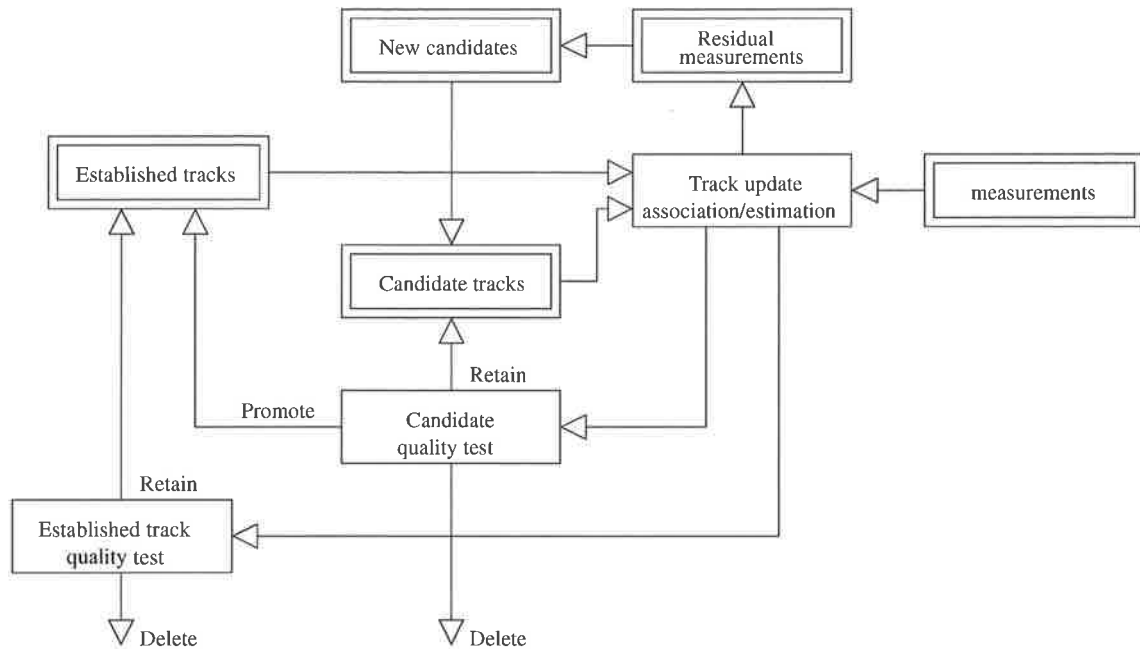 New candidates
Residual
measurements
Established tracks
Track update
association/estimation
measurements
Candidate tracks
Retain
Promote
Candidate
quality test
Retain
Established track
quality test
Delete
Delete